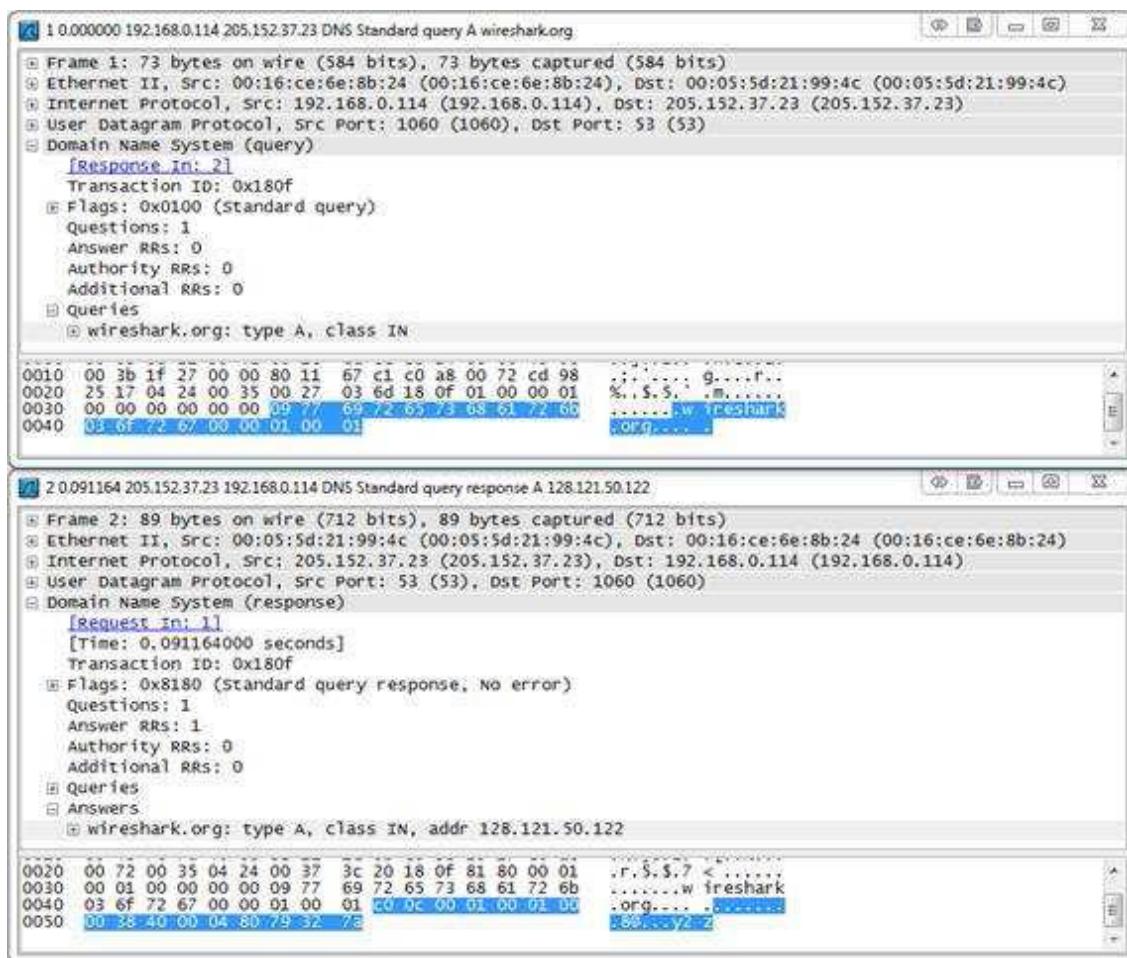 1 0.000000 192.168.0.114 205.152.37.23 DNS Standard query A wireshark.org
Frame 1: 73 bytes on wire (584 bits), 73 bytes captured (584 bits)
Ethernet II, Src: 00:16:ce:6e:8b:24 (00:16:ce:6e:8b:24), Dst: 00:05:5d:21:99:4c (00:05:5d:21:99:4c)
Internet Protocol, Src: 192.168.0.114 (192.168.0.114), Dst: 205.152.37.23 (205.152.37.23)
User Datagram Protocol, Src Port: 1060 (1060), Dst Port: 53 (53)
Domain Name System (query)
[Response In: 2]
Transaction ID: 0x180f
Flags: 0x0100 (Standard query)
Questions: 1
Answer RRs: 0
Authority RRs: 0
Additional RRs: 0
Queries
wireshark.org: type A, class IN
0010 00 3b 1f 27 00 00 80 11 67 c1 c0 a8 00 72 cd 98 .;.'.... g....r..
0020 25 17 04 24 00 35 00 27 03 6d 18 0f 01 00 00 01 %..$.5.' .m......
0030 00 00 00 00 00 00 09 77 69 72 65 73 68 61 72 6b .......w ireshark
0040 03 6f 72 67 00 00 01 00 01 .org.... .
2 0.091164 205.152.37.23 192.168.0.114 DNS Standard query response A 128.121.50.122
Frame 2: 89 bytes on wire (712 bits), 89 bytes captured (712 bits)
Ethernet II, Src: 00:05:5d:21:99:4c (00:05:5d:21:99:4c), Dst: 00:16:ce:6e:8b:24 (00:16:ce:6e:8b:24)
Internet Protocol, Src: 205.152.37.23 (205.152.37.23), Dst: 192.168.0.114 (192.168.0.114)
User Datagram Protocol, Src Port: 53 (53), Dst Port: 1060 (1060)
Domain Name System (response)
[Request In: 1]
[Time: 0.091164000 seconds]
Transaction ID: 0x180f
Flags: 0x8180 (Standard query response, No error)
Questions: 1
Answer RRs: 1
Authority RRs: 0
Additional RRs: 0
Queries
Answers
wireshark.org: type A, class IN, addr 128.121.50.122
0020 00 72 00 35 04 24 00 37 3c 20 18 0f 81 80 00 01 .r.5.$.7 < ......
0030 00 01 00 00 00 00 09 77 69 72 65 73 68 61 72 6b .......w ireshark
0040 03 6f 72 67 00 00 01 00 01 c0 0c 00 01 00 01 00 .org.... ........
0050 00 38 40 00 04 80 79 32 7a .8@...y2 z